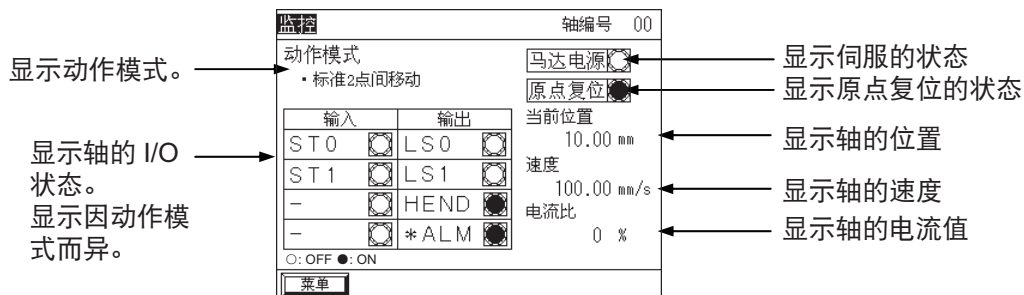 监控 轴编号 00
动作模式
・标准2点间移动
马达电源
原点复位
输入 输出
ST0 LS0
ST1 LS1
- HEND
- *ALM
○: OFF ●: ON
菜单
当前位置
10.00 mm
速度
100.00 mm/s
电流比
0 %
显示动作模式。
显示轴的 I/O
状态。
显示因动作模
式而异。
显示伺服的状态
显示原点复位的状态
显示轴的位置
显示轴的速度
显示轴的电流值